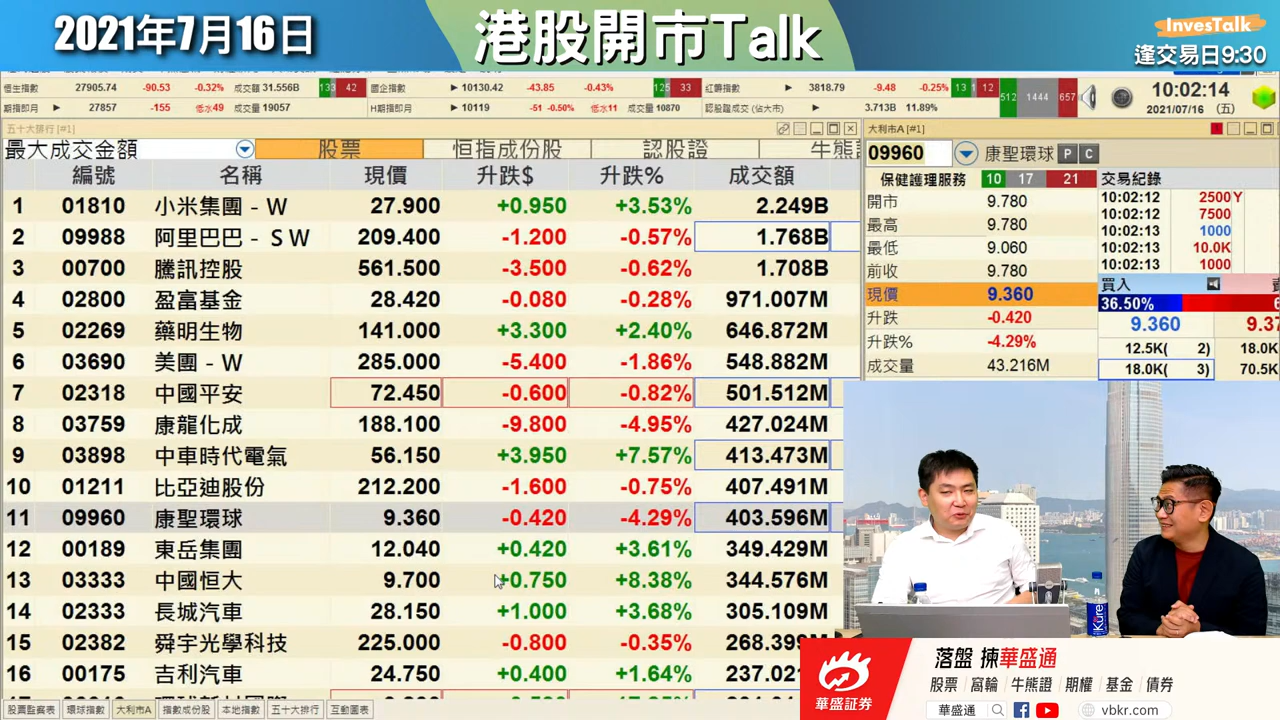 2021年7月16日
港股開市Talk
InvesTalk
逢交易日9:30
恒生指數 27905.74 -90.53 -0.32% 成交額 31.556B 133 42 國企指數 10130.42 -43.85 -0.43% 125 33 紅籌指數 3818.79 -9.48 -0.25% 13 1 12
期指即月 27857 -155 低水49 成交量 19057 H期指即月 10119 -51 -0.50% 低水11 成交量 10870 認股證成交 (佔大市) 3.713B 11.89%
512 1444 657
10:02:14
2021/07/16 (五)
五十大排行 [#1]
最大成交金額 股票 恒指成份股 認股證
編號 名稱 現價 升跌$ 升跌% 成交額
1 01810 小米集團 - W 27.900 +0.950 +3.53% 2.249B
2 09988 阿里巴巴 - ＳＷ 209.400 -1.200 -0.57% 1.768B
3 00700 騰訊控股 561.500 -3.500 -0.62% 1.708B
4 02800 盈富基金 28.420 -0.080 -0.28% 971.007M
5 02269 藥明生物 141.000 +3.300 +2.40% 646.872M
6 03690 美團 - W 285.000 -5.400 -1.86% 548.882M
7 02318 中國平安 72.450 -0.600 -0.82% 501.512M
8 03759 康龍化成 188.100 -9.800 -4.95% 427.024M
9 03898 中車時代電氣 56.150 +3.950 +7.57% 413.473M
10 01211 比亞迪股份 212.200 -1.600 -0.75% 407.491M
11 09960 康聖環球 9.360 -0.420 -4.29% 403.596M
12 00189 東岳集團 12.040 +0.420 +3.61% 349.429M
13 03333 中國恒大 9.700 +0.750 +8.38% 344.576M
14 02333 長城汽車 28.150 +1.000 +3.68% 305.109M
15 02382 舜宇光學科技 225.000 -0.800 -0.35% 268.399
16 00175 吉利汽車 24.750 +0.400 +1.64% 237.02
股票監察表 環球指數 大利市A 指數成份股 本地指數 五十大排行 互動圖表
大利市A [#1]
09960 康聖環球 P C
保健護理服務 10 17 21
開市 9.780
最高 9.780
最低 9.060
前收 9.780
現價 9.360
升跌 -0.420
升跌% -4.29%
成交量 43.216M
交易紀錄
10:02:12 2500 Y
10:02:12 7500
10:02:13 1000
10:02:13 10.0K
10:02:13 1000
買入
36.50%
9.360 9.37
12.5K( 2) 18.0K
18.0K( 3) 70.5K
Kure
華盛証券
落盤 揀華盛通
股票 窩輪 牛熊證 期權 基金 債券
華盛通 vbkr.com